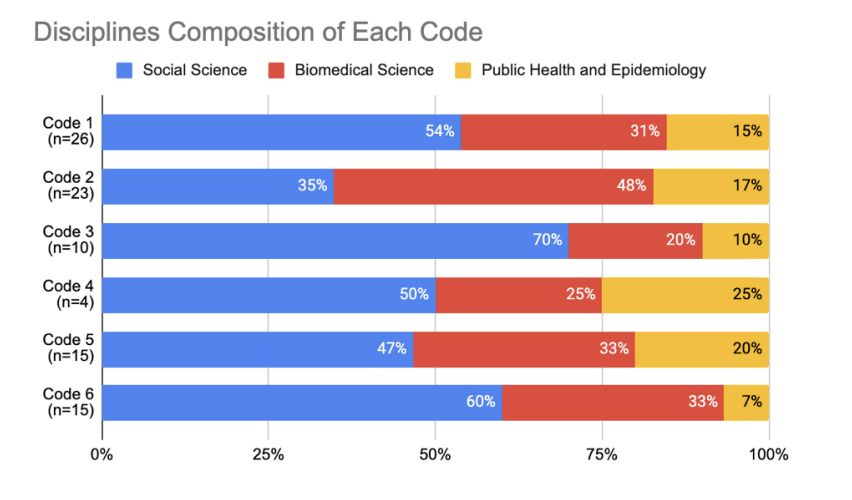 Disciplines Composition of Each Code
Social Science Biomedical Science Public Health and Epidemiology
Code 1
(n=26)
54% 31% 15%
Code 2
(n=23)
35% 48% 17%
Code 3
(n=10)
70% 20% 10%
Code 4
(n=4)
50% 25% 25%
Code 5
(n=15)
47% 33% 20%
Code 6
(n=15)
60% 33% 7%
0% 25% 50% 75% 100%